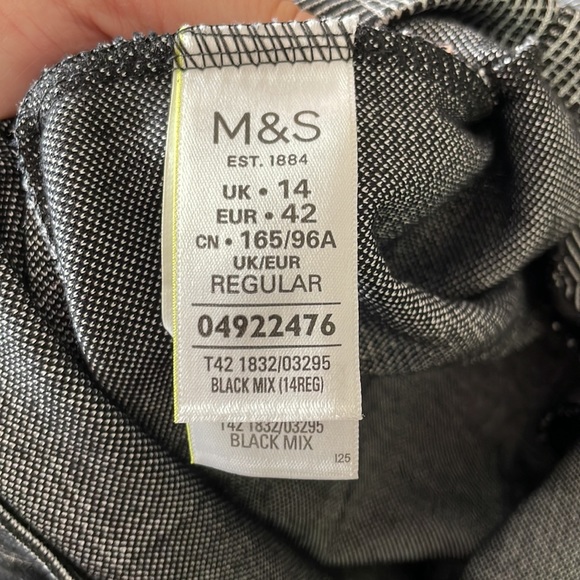 M&S
EST. 1884
UK • 14
EUR • 42
CN • 165/96A
UK/EUR
REGULAR
04922476
T42 1832/03295
BLACK MIX (14REG)
T42 1832/03295
BLACK MIX
I25